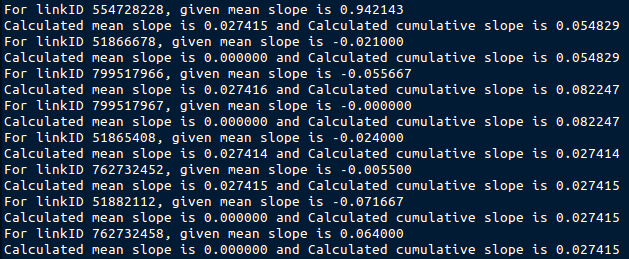 For linkID 554728228, given mean slope is 0.942143
Calculated mean slope is 0.027415 and Calculated cumulative slope is 0.054829
For linkID 51866678, given mean slope is -0.021000
Calculated mean slope is 0.000000 and Calculated cumulative slope is 0.054829
For linkID 799517966, given mean slope is -0.055667
Calculated mean slope is 0.027416 and Calculated cumulative slope is 0.082247
For linkID 799517967, given mean slope is -0.000000
Calculated mean slope is 0.000000 and Calculated cumulative slope is 0.082247
For linkID 51865408, given mean slope is -0.024000
Calculated mean slope is 0.027414 and Calculated cumulative slope is 0.027414
For linkID 762732452, given mean slope is -0.005500
Calculated mean slope is 0.027415 and Calculated cumulative slope is 0.027415
For linkID 51882112, given mean slope is -0.071667
Calculated mean slope is 0.000000 and Calculated cumulative slope is 0.027415
For linkID 762732458, given mean slope is 0.064000
Calculated mean slope is 0.000000 and Calculated cumulative slope is 0.027415